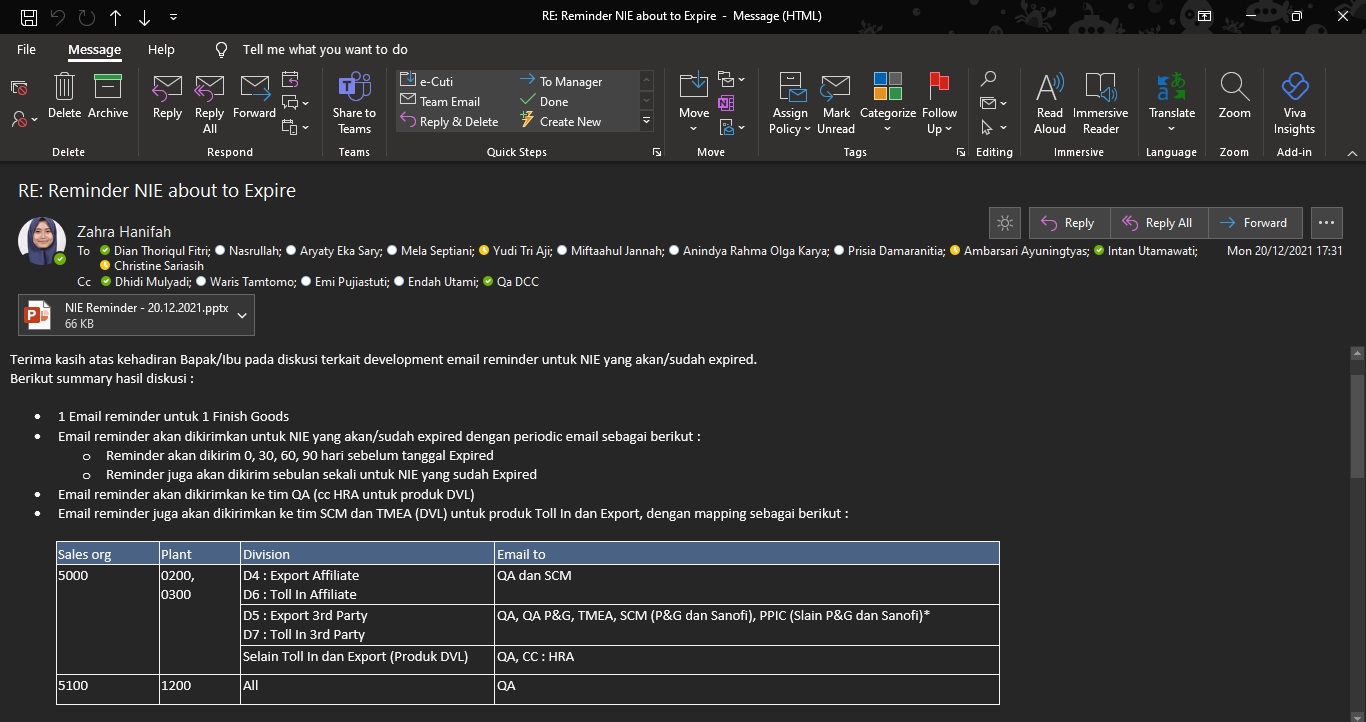 RE: Reminder NIE about to Expire - Message (HTML)
File Message Help Tell me what you want to do
Delete Archive Reply Reply All Forward Share to Teams
e-Cuti To Manager
Team Email Done
Reply & Delete Create New
Move Assign Policy Mark Unread Categorize Follow Up Read Aloud Immersive Reader Translate Zoom Viva Insights
Delete Respond Teams Quick Steps Move Tags Editing Immersive Language Zoom Add-in
RE: Reminder NIE about to Expire
Zahra Hanifah
Reply Reply All Forward
To Dian Thoriqul Fitri; Nasrullah; Aryaty Eka Sary; Mela Septiani; Yudi Tri Aji; Miftaahul Jannah; Anindya Rahma Olga Karya; Prisia Damaranitia; Ambarsari Ayuningtyas; Intan Utamawati; Mon 20/12/2021 17:31
Christine Sariasih
Cc Dhidi Mulyadi; Waris Tamtomo; Emi Pujiastuti; Endah Utami; Qa DCC
NIE Reminder - 20.12.2021.pptx
66 KB
Terima kasih atas kehadiran Bapak/Ibu pada diskusi terkait development email reminder untuk NIE yang akan/sudah expired.
Berikut summary hasil diskusi :
• 1 Email reminder untuk 1 Finish Goods
• Email reminder akan dikirimkan untuk NIE yang akan/sudah expired dengan periodic email sebagai berikut :
o Reminder akan dikirim 0, 30, 60, 90 hari sebelum tanggal Expired
o Reminder juga akan dikirim sebulan sekali untuk NIE yang sudah Expired
• Email reminder akan dikirimkan ke tim QA (cc HRA untuk produk DVL)
• Email reminder juga akan dikirimkan ke tim SCM dan TMEA (DVL) untuk produk Toll In dan Export, dengan mapping sebagai berikut :
Sales org Plant Division Email to
5000 0200, D4 : Export Affiliate QA dan SCM
0300 D6 : Toll In Affiliate
D5 : Export 3rd Party QA, QA P&G, TMEA, SCM (P&G dan Sanofi), PPIC (Slain P&G dan Sanofi)*
D7 : Toll In 3rd Party
Selain Toll In dan Export (Produk DVL) QA, CC : HRA
5100 1200 All QA